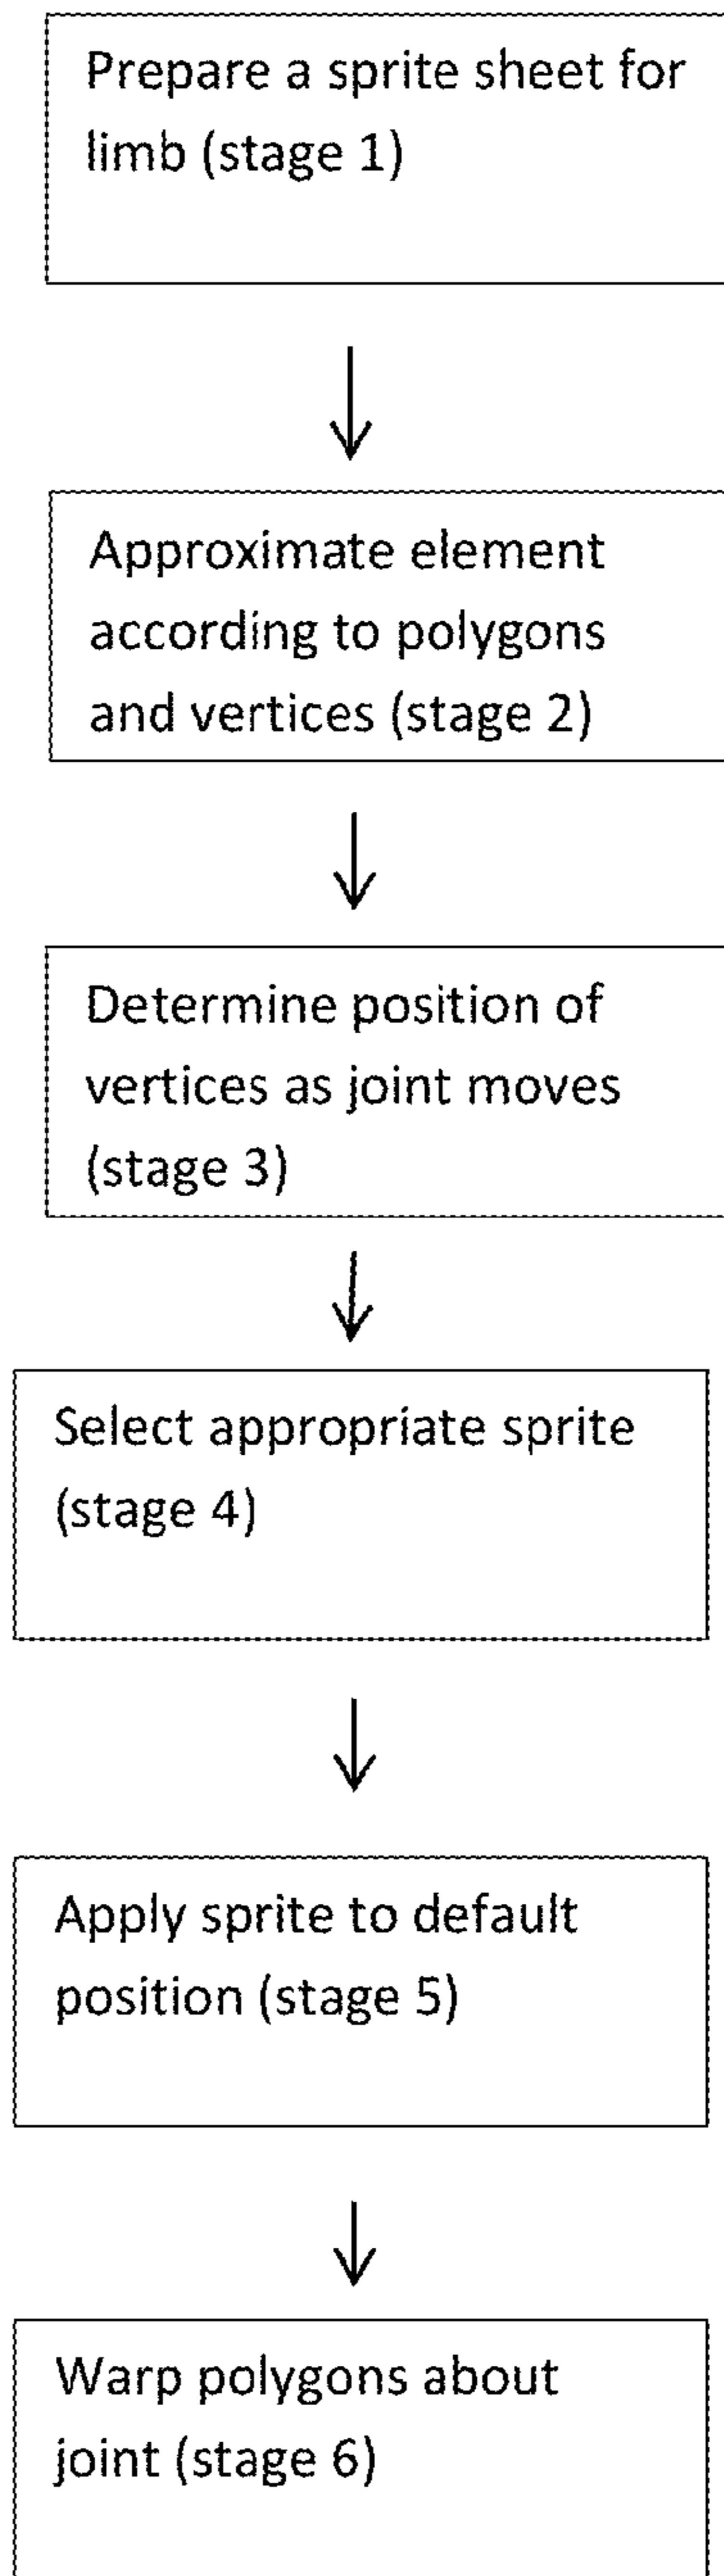 Prepare a sprite sheet for
limb (stage 1)
Approximate element
according to polygons
and vertices (stage 2)
Determine position of
vertices as joint moves
(stage 3)
Select appropriate sprite
(stage 4)
Apply sprite to default
position (stage 5)
Warp polygons about
joint (stage 6)